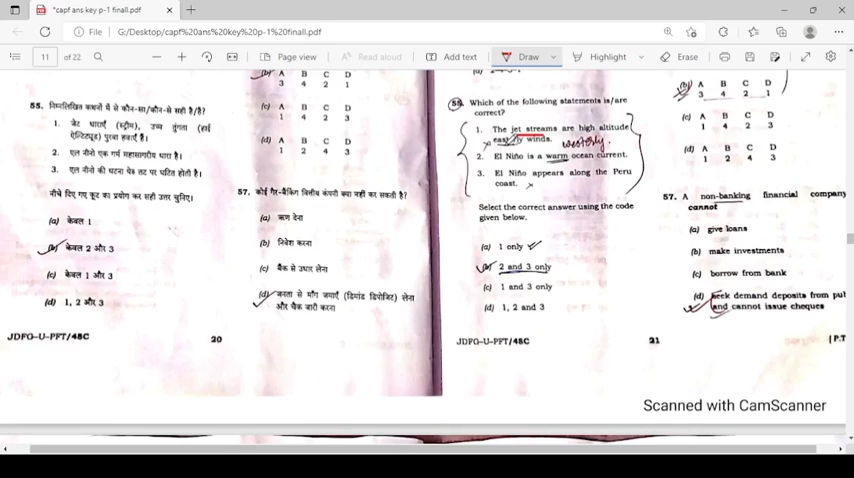 *capf ans key p-1 finall.pdf
File
G:/Desktop/capf%20ans%20key%20p-1%20finall.pdf
11 of 22
Page view
Read aloud
Add text
Draw
Highlight
Erase
(b) A B C D
3 4 2 1
55. निम्नलिखित कथनों में से कौन-सा/कौन-से सही है/हैं?
1. जेट धाराएँ (स्ट्रीम), उच्च तुंगता (हाई
ऐल्टिट्यूड) पुरवा हवाएँ हैं।
2. एल नीनो एक गर्म महासागरीय धारा है।
3. एल नीनो की घटना पेरू तट पर घटित होती है।
नीचे दिए गए कूट का प्रयोग कर सही उत्तर चुनिए।
(a) केवल 1
(b) केवल 2 और 3
(c) केवल 1 और 3
(d) 1, 2 और 3
JDFO-U-PFT/48C
(c) A B C D
1 4 2 3
(d) A B C D
1 2 4 3
57. कोई गैर-बैंकिंग वित्तीय कंपनी क्या नहीं कर सकती है?
(a) ऋण देना
(b) निवेश करना
(c) बैंक से उधार लेना
(d) जनता से माँग जमाएँ (डिमांड डिपोजिट) लेना
और चैक जारी करना
20
55. Which of the following statements is/are
correct?
1. The jet streams are high altitude
easterly winds.
westerly.
2. El Niño is a warm ocean current.
3. El Niño appears along the Peru
coast.
Select the correct answer using the code
given below.
(a) 1 only
(b) 2 and 3 only
(c) 1 and 3 only
(d) 1, 2 and 3
JDFO-U-PFT/48C
(b) A B C D
3 4 2 1
(c) A B C D
1 4 2 3
(d) A B C D
1 2 4 3
57. A non-banking financial company
cannot
(a) give loans
(b) make investments
(c) borrow from bank
(d) seek demand deposits from pu
and cannot issue cheques
21
[ P.T
Scanned with CamScanner